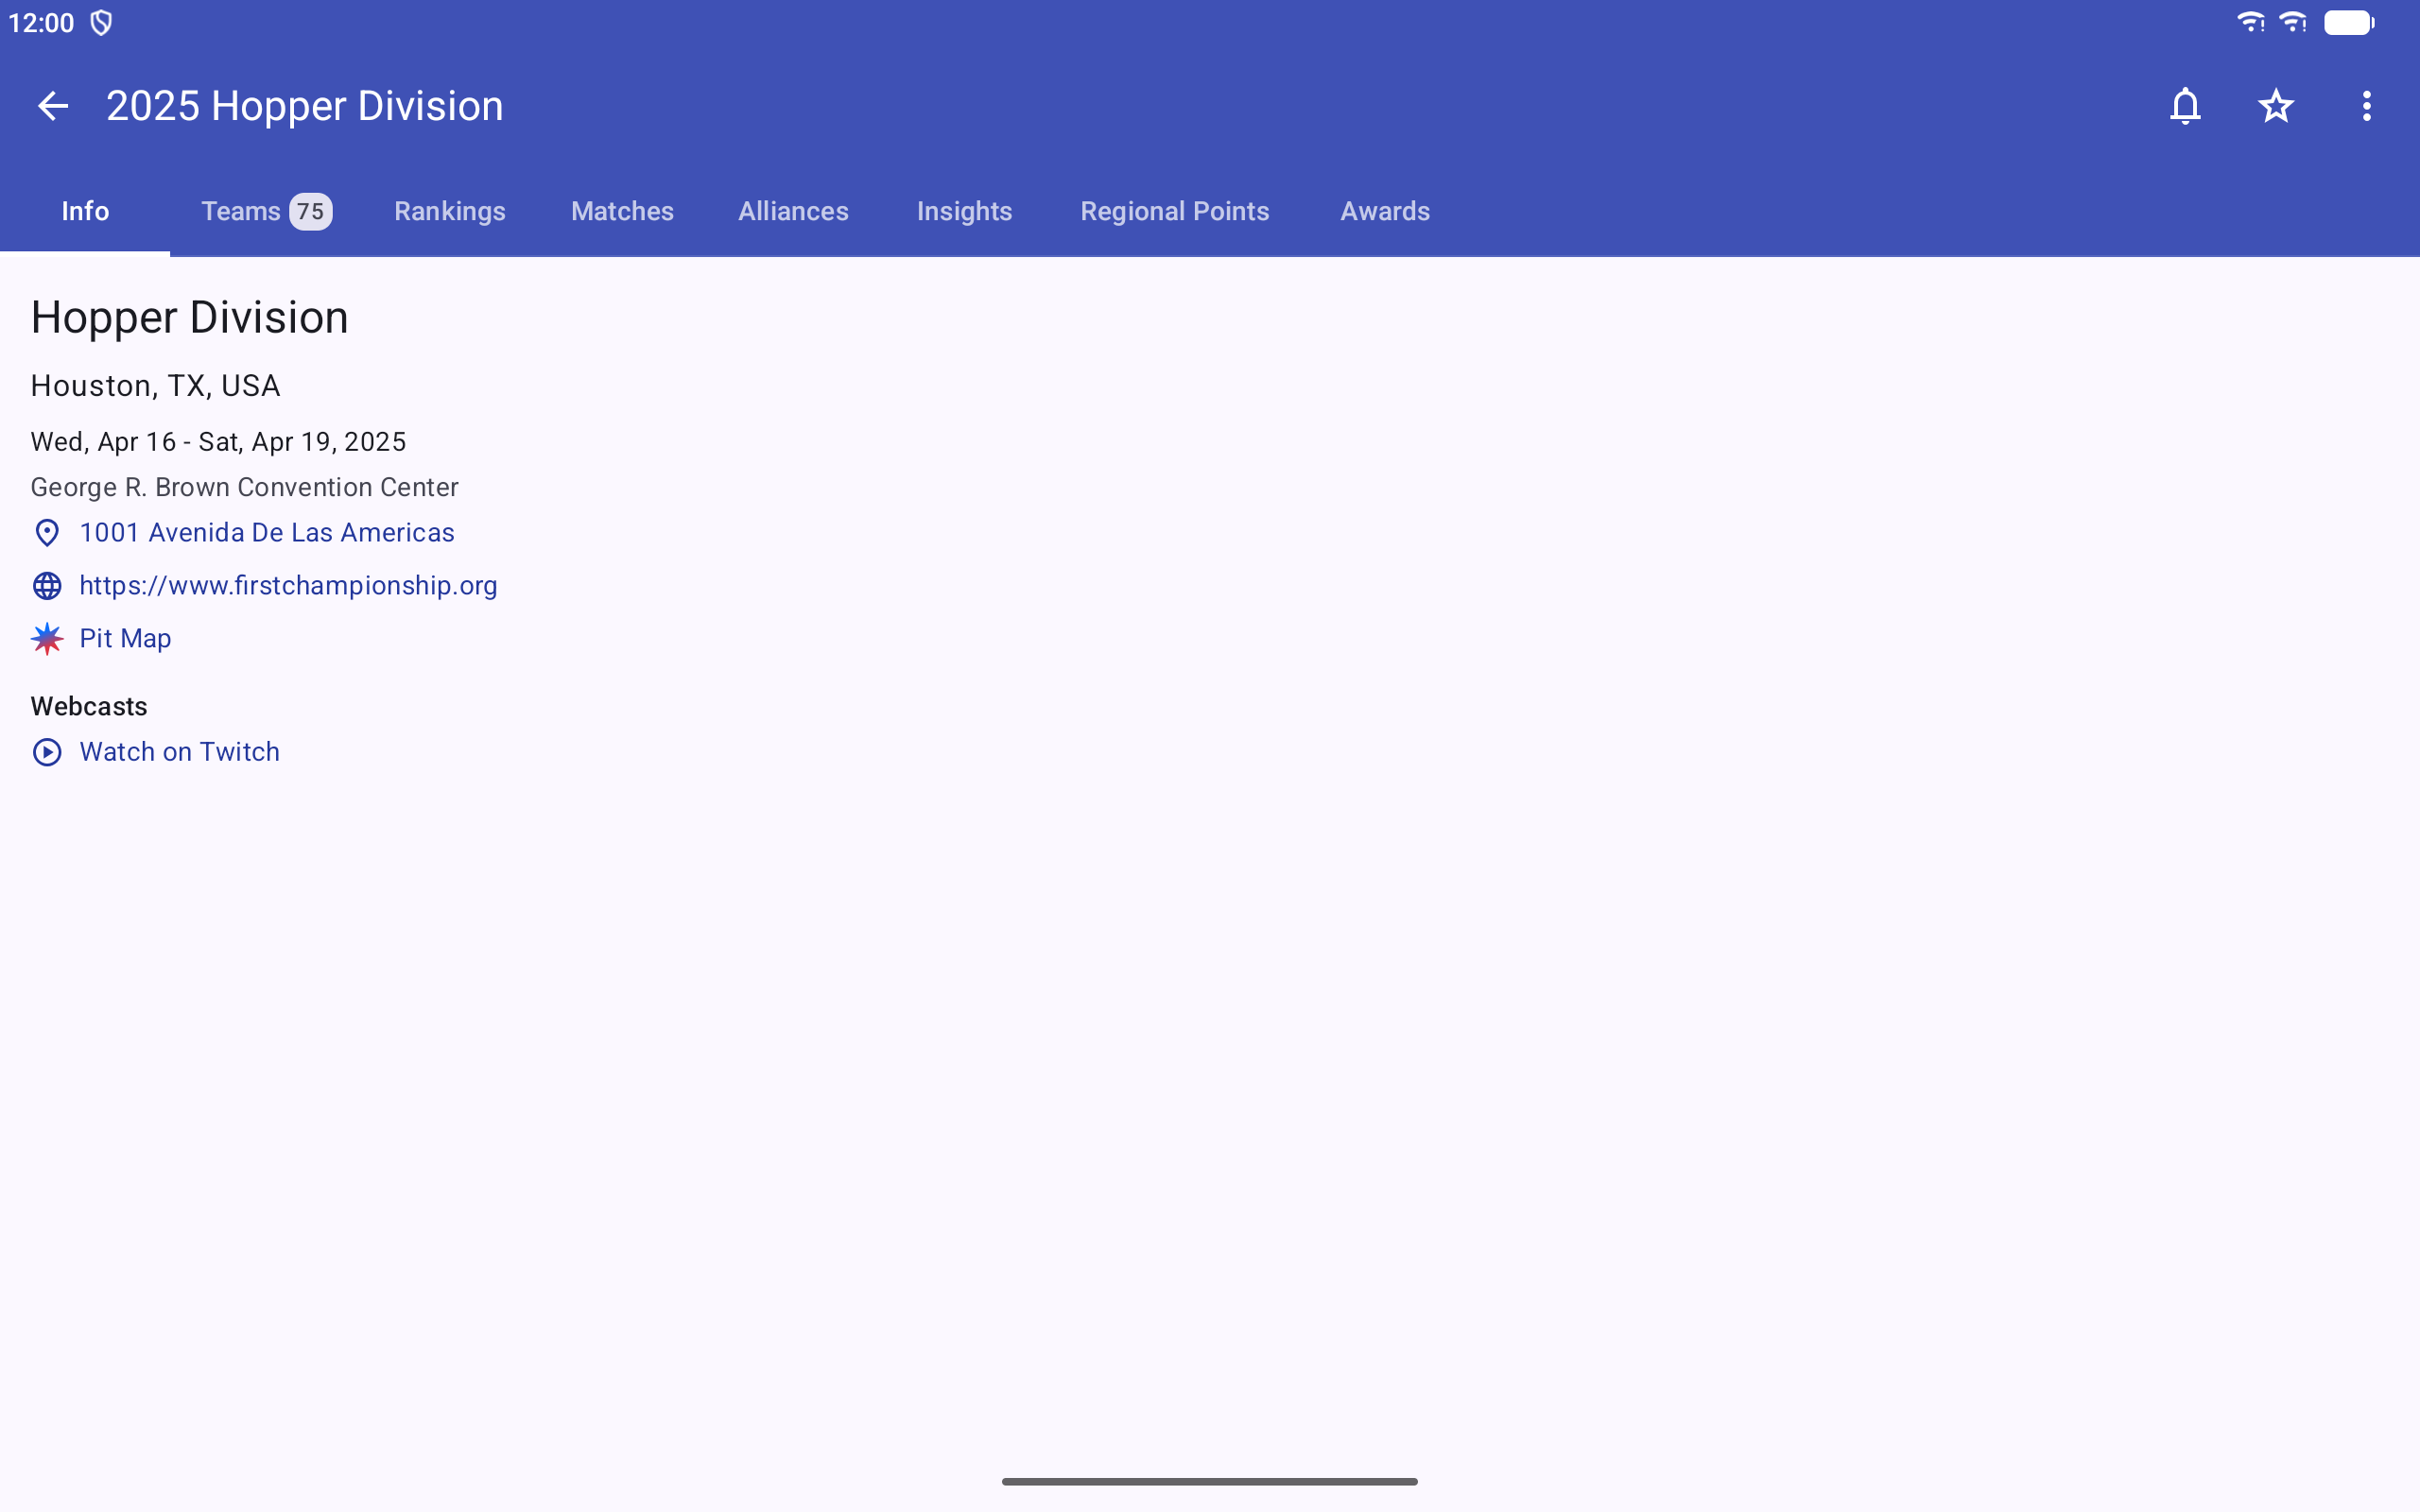 12:00
2025 Hopper Division
Info Teams 75 Rankings Matches Alliances Insights Regional Points Awards
Hopper Division
Houston, TX, USA
Wed, Apr 16 - Sat, Apr 19, 2025
George R. Brown Convention Center
1001 Avenida De Las Americas
https://www.firstchampionship.org
Pit Map
Webcasts
Watch on Twitch